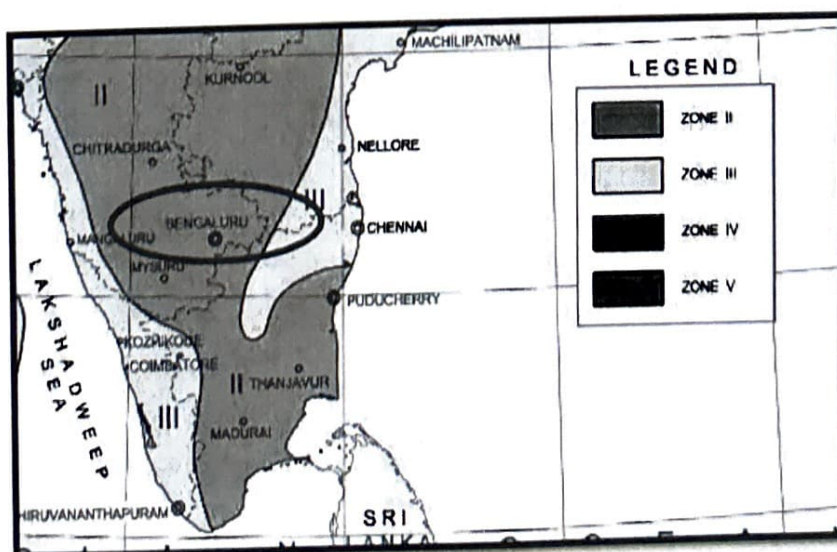 MACHILIPATNAM
KURNOOL
LEGEND
II
ZONE II
CHITRADURGA
NELLORE
ZONE III
III
BENGALURU
CHENNAI
ZONE IV
MANGALURU
MYSURU
ZONE V
PUDUCHERRY
LAKSHADWEEP
SEA
KOZHIKODE
COIMBATORE
II
THANJAVUR
III
MADURAI
HIRUVANANTHAPURAM
SRI
LANKA